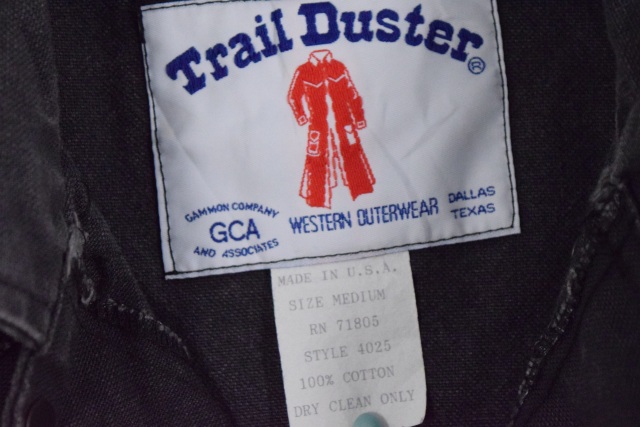 Trail Duster®
GAMMON COMPANY
GCA
AND ASSOCIATES
WESTERN OUTERWEAR
DALLAS
TEXAS
MADE IN U.S.A.
SIZE MEDIUM
RN 71805
STYLE 4025
100% COTTON
DRY CLEAN ONLY